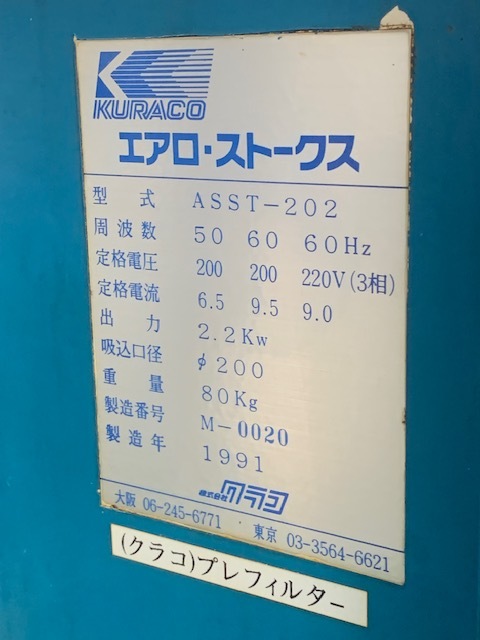 KURACO
エアロ・ストークス
型式 ASST-202
周波数 50 60 60Hz
定格電圧 200 200 220V(3相)
定格電流 6.5 9.5 9.0
出力 2.2Kw
吸込口径 φ200
重量 80Kg
製造番号 M-0020
製造年 1991
株式会社クラコ
大阪 06-245-6771 ・ 東京 03-3564-6621
(クラコ)プレフィルター